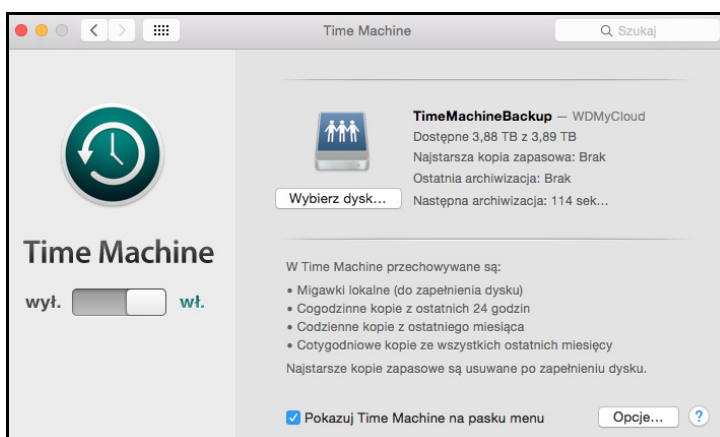 Time Machine
Szukaj
TimeMachineBackup — WDMyCloud
Dostępne 3,88 TB z 3,89 TB
Najstarsza kopia zapasowa: Brak
Ostatnia archiwizacja: Brak
Wybierz dysk...
Następna archiwizacja: 114 sek...
Time Machine
wył. wł.
W Time Machine przechowywane są:
• Migawki lokalne (do zapełnienia dysku)
• Cogodzinne kopie z ostatnich 24 godzin
• Codzienne kopie z ostatniego miesiąca
• Cotygodniowe kopie ze wszystkich ostatnich miesięcy
Najstarsze kopie zapasowe są usuwane po zapełnieniu dysku.
Pokazuj Time Machine na pasku menu
Opcje...
?